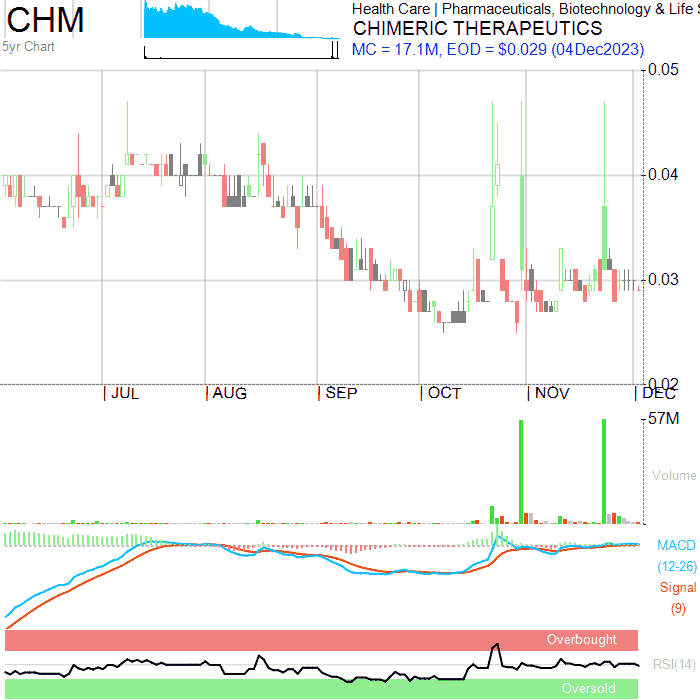 CHM
5yr Chart
Health Care | Pharmaceuticals, Biotechnology & Life S
CHIMERIC THERAPEUTICS
MC = 17.1M, EOD = $0.029 (04Dec2023)
0.05
0.04
0.03
0.02
JUL AUG SEP OCT NOV DEC
57M
Volume
MACD
(12-26)
Signal
(9)
Overbought
RSI(14)
Oversold